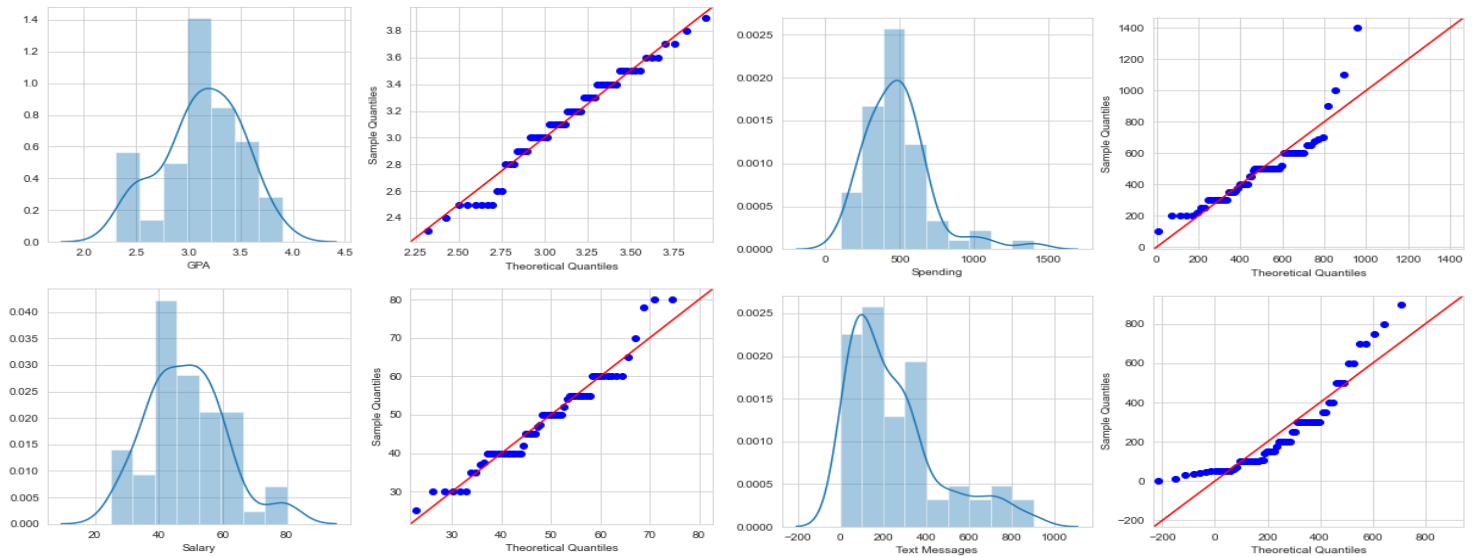 1.4
1.2
1.0
0.8
0.6
0.4
0.2
0.0
2.0 2.5 3.0 3.5 4.0 4.5
GPA
Sample Quantiles
3.8
3.6
3.4
3.2
3.0
2.8
2.6
2.4
2.25 2.50 2.75 3.00 3.25 3.50 3.75
Theoretical Quantiles
0.0025
0.0020
0.0015
0.0010
0.0005
0.0000
0 500 1000 1500
Spending
Sample Quantiles
1400
1200
1000
800
600
400
200
0
0 200 400 600 800 1000 1200 1400
Theoretical Quantiles
0.040
0.035
0.030
0.025
0.020
0.015
0.010
0.005
0.000
20 40 60 80
Salary
Sample Quantiles
80
70
60
50
40
30
30 40 50 60 70 80
Theoretical Quantiles
0.0025
0.0020
0.0015
0.0010
0.0005
0.0000
−200 0 200 400 600 800 1000
Text Messages
Sample Quantiles
800
600
400
200
0
−200
−200 0 200 400 600 800
Theoretical Quantiles